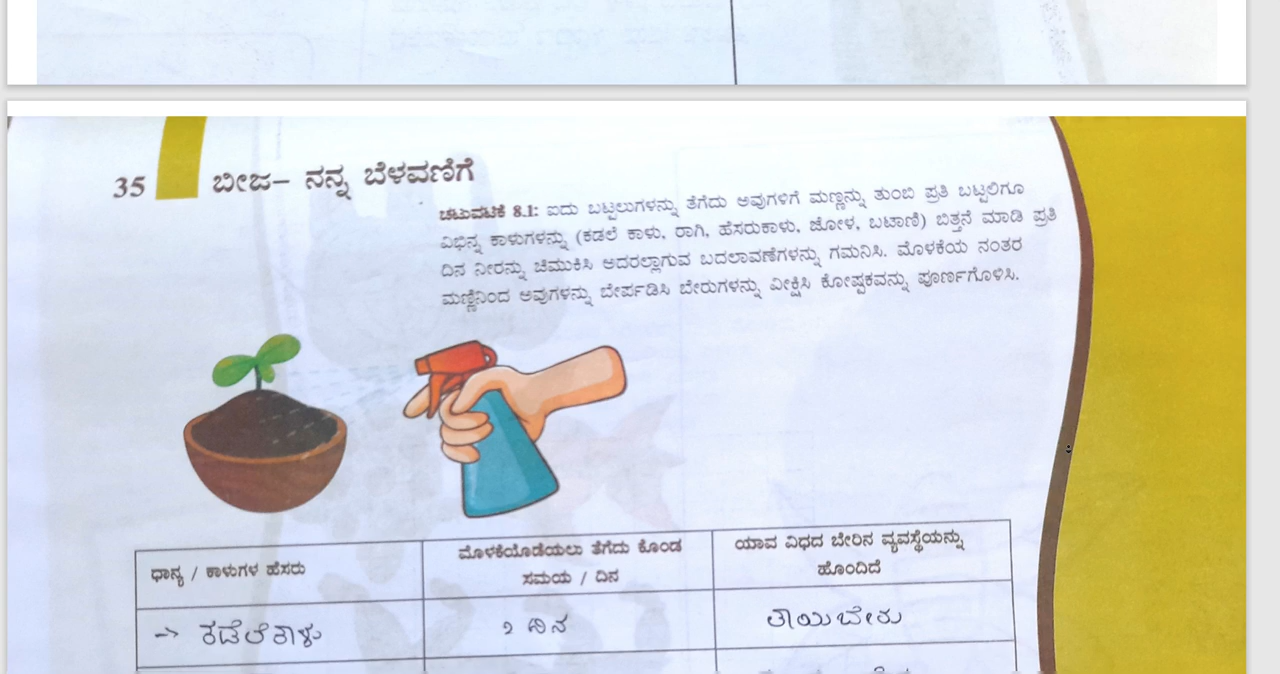 35
ಬೀಜ– ನನ್ನ ಬೆಳವಣಿಗೆ
ಚಟುವಟಿಕೆ 8.1: ಐದು ಬಟ್ಟಲುಗಳನ್ನು ತೆಗೆದು ಅವುಗಳಿಗೆ ಮಣ್ಣನ್ನು ತುಂಬಿ ಪ್ರತಿ ಬಟ್ಟಲಿಗೂ
ವಿಭಿನ್ನ ಕಾಳುಗಳನ್ನು (ಕಡಲೆ ಕಾಳು, ರಾಗಿ, ಹೆಸರುಕಾಳು, ಜೋಳ, ಬಟಾಣಿ) ಬಿತ್ತನೆ ಮಾಡಿ ಪ್ರತಿ
ದಿನ ನೀರನ್ನು ಚಿಮುಕಿಸಿ ಅದರಲ್ಲಾಗುವ ಬದಲಾವಣೆಗಳನ್ನು ಗಮನಿಸಿ. ಮೊಳಕೆಯ ನಂತರ
ಮಣ್ಣಿನಿಂದ ಅವುಗಳನ್ನು ಬೇರ್ಪಡಿಸಿ ಬೇರುಗಳನ್ನು ವೀಕ್ಷಿಸಿ ಕೋಷ್ಟಕವನ್ನು ಪೂರ್ಣಗೊಳಿಸಿ.
ಧಾನ್ಯ / ಕಾಳುಗಳ ಹೆಸರು
ಮೊಳಕೆಯೊಡೆಯಲು ತೆಗೆದು ಕೊಂಡ
ಸಮಯ / ದಿನ
ಯಾವ ವಿಧದ ಬೇರಿನ ವ್ಯವಸ್ಥೆಯನ್ನು
ಹೊಂದಿದೆ
→ ಕಡೆಲೆಕಾಳು
೨ ದಿನ
ತಾಯಿಬೇರು